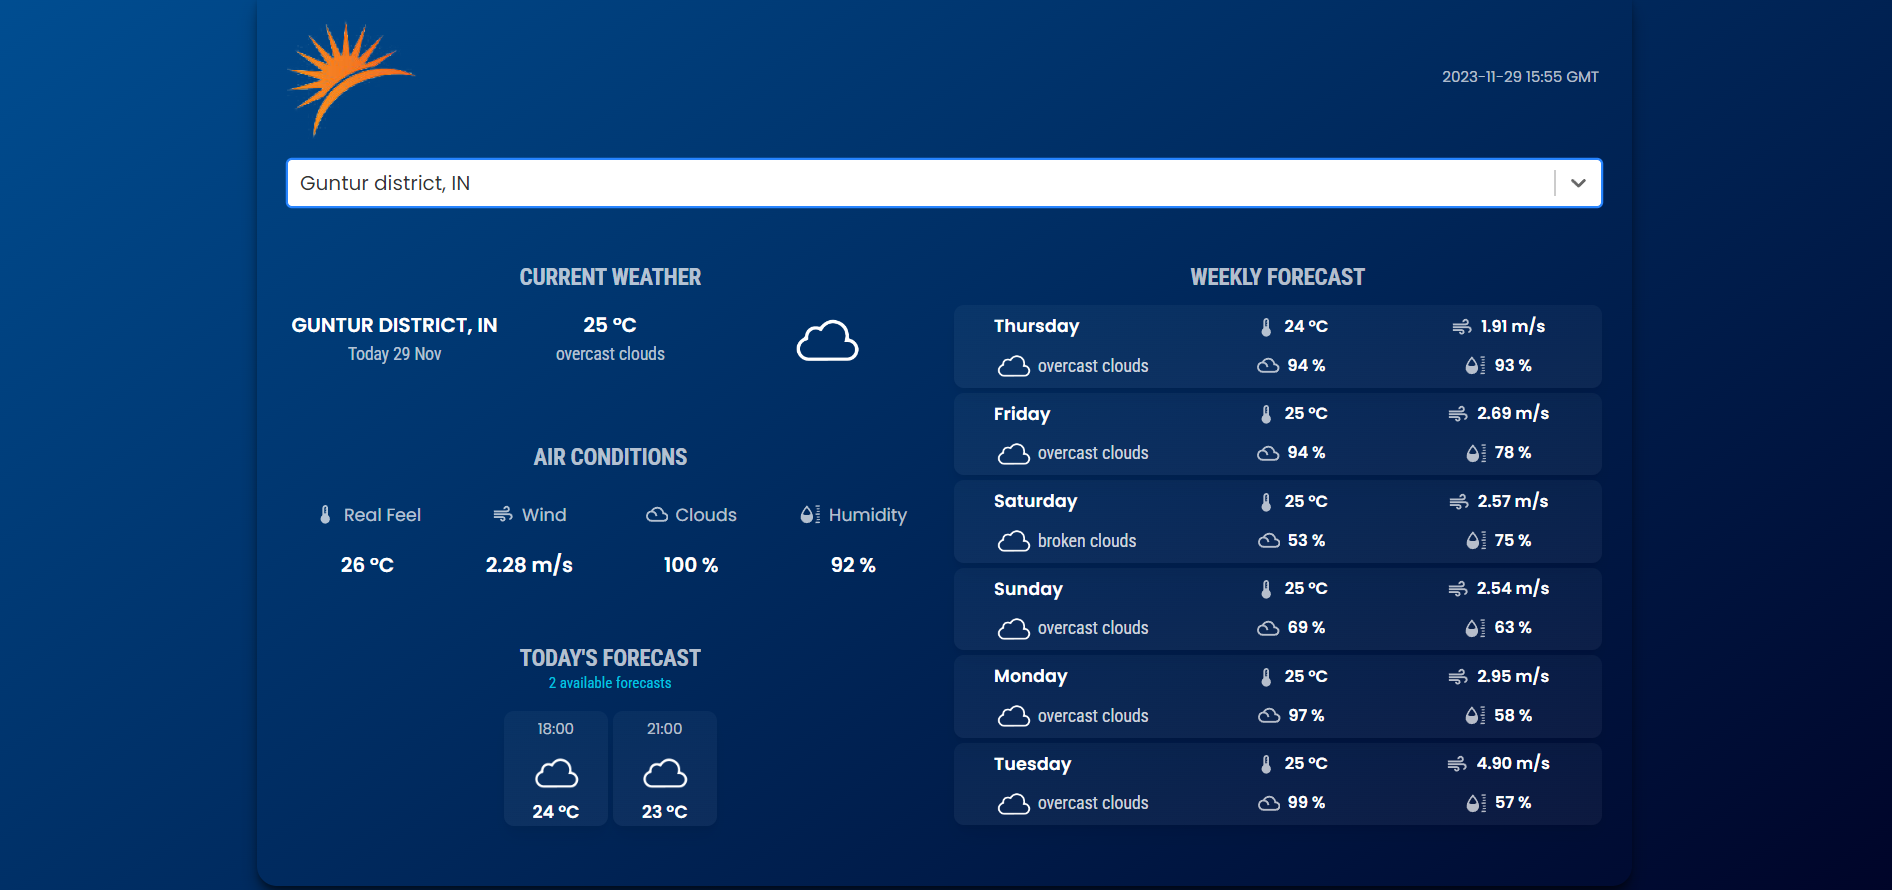 2023-11-29 15:55 GMT
Guntur district, IN
CURRENT WEATHER
GUNTUR DISTRICT, IN
Today 29 Nov
25 °C
overcast clouds
AIR CONDITIONS
Real Feel
26 °C
Wind
2.28 m/s
Clouds
100 %
Humidity
92 %
TODAY'S FORECAST
2 available forecasts
18:00
24 °C
21:00
23 °C
WEEKLY FORECAST
Thursday 24 °C 1.91 m/s
overcast clouds 94 % 93 %
Friday 25 °C 2.69 m/s
overcast clouds 94 % 78 %
Saturday 25 °C 2.57 m/s
broken clouds 53 % 75 %
Sunday 25 °C 2.54 m/s
overcast clouds 69 % 63 %
Monday 25 °C 2.95 m/s
overcast clouds 97 % 58 %
Tuesday 25 °C 4.90 m/s
overcast clouds 99 % 57 %